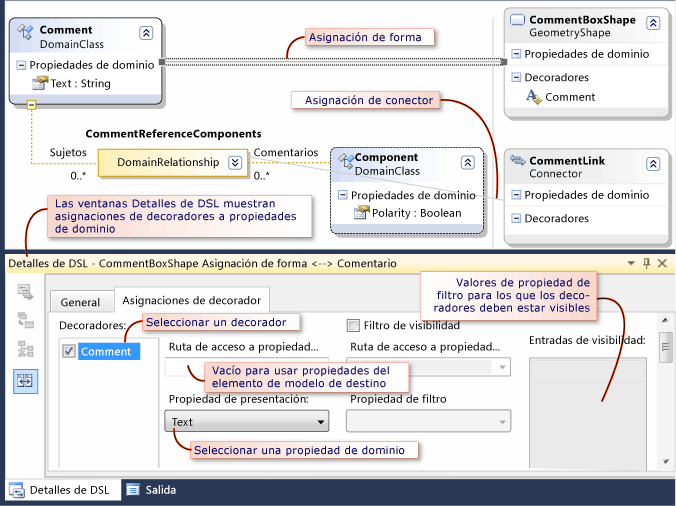 Comment
DomainClass
Propiedades de dominio
Text : String
Asignación de forma
Asignación de conector
CommentBoxShape
GeometryShape
Propiedades de dominio
Decoradores
Comment
CommentReferenceComponents
Sujetos
0..*
DomainRelationship
Comentarios
0..*
Component
DomainClass
Propiedades de dominio
Polarity : Boolean
CommentLink
Connector
Propiedades de dominio
Decoradores
Las ventanas Detalles de DSL muestran
asignaciones de decoradores a propiedades
de dominio
Detalles de DSL - CommentBoxShape Asignación de forma <--> Comentario
General
Asignaciones de decorador
Valores de propiedad de
filtro para los que los deco-
radores deben estar visibles
Decoradores:
Seleccionar un decorador
Comment
Filtro de visibilidad
Ruta de acceso a propiedad...
Ruta de acceso a propiedad...
Entradas de visibilidad:
Vacío para usar propiedades del
elemento de modelo de destino
Propiedad de presentación:
Propiedad de filtro
Text
Seleccionar una propiedad de dominio
Detalles de DSL
Salida